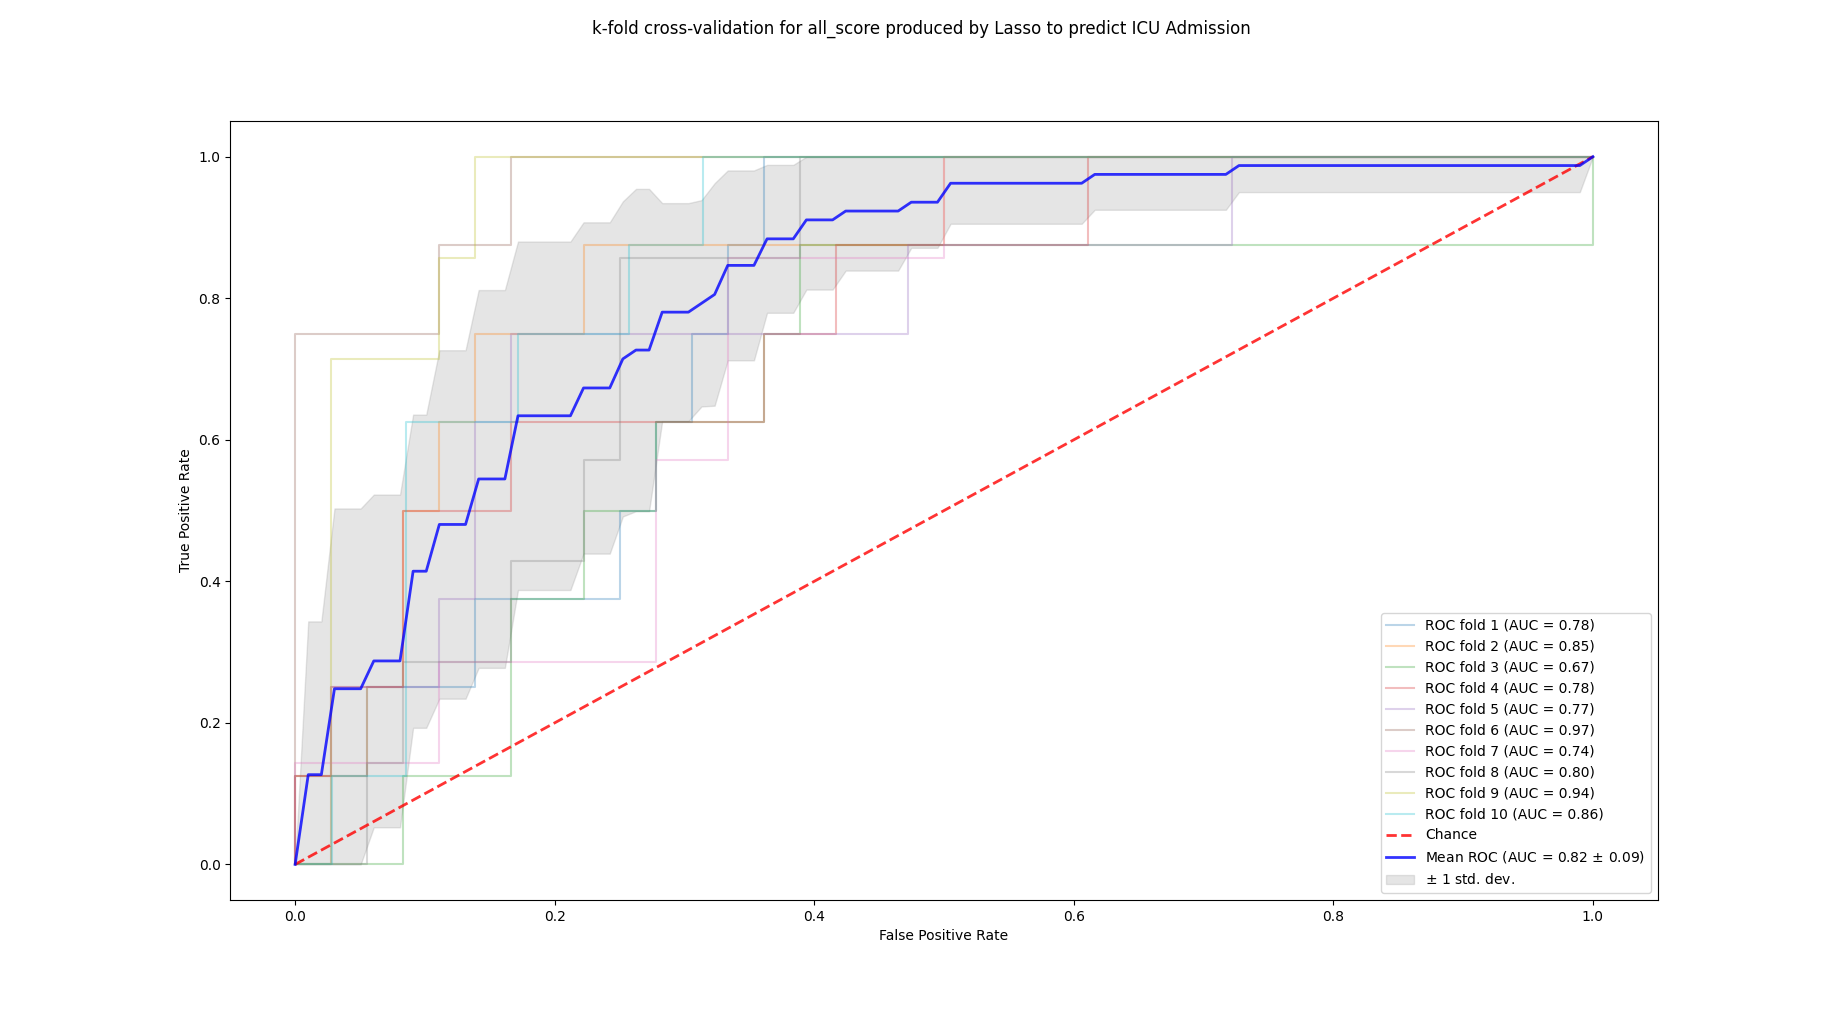 k-fold cross-validation for all_score produced by Lasso to predict ICU Admission
1.0
0.8
0.6
0.4
0.2
0.0
True Positive Rate
0.0 0.2 0.4 0.6 0.8 1.0
False Positive Rate
ROC fold 1 (AUC = 0.78)
ROC fold 2 (AUC = 0.85)
ROC fold 3 (AUC = 0.67)
ROC fold 4 (AUC = 0.78)
ROC fold 5 (AUC = 0.77)
ROC fold 6 (AUC = 0.97)
ROC fold 7 (AUC = 0.74)
ROC fold 8 (AUC = 0.80)
ROC fold 9 (AUC = 0.94)
ROC fold 10 (AUC = 0.86)
Chance
Mean ROC (AUC = 0.82 ± 0.09)
± 1 std. dev.